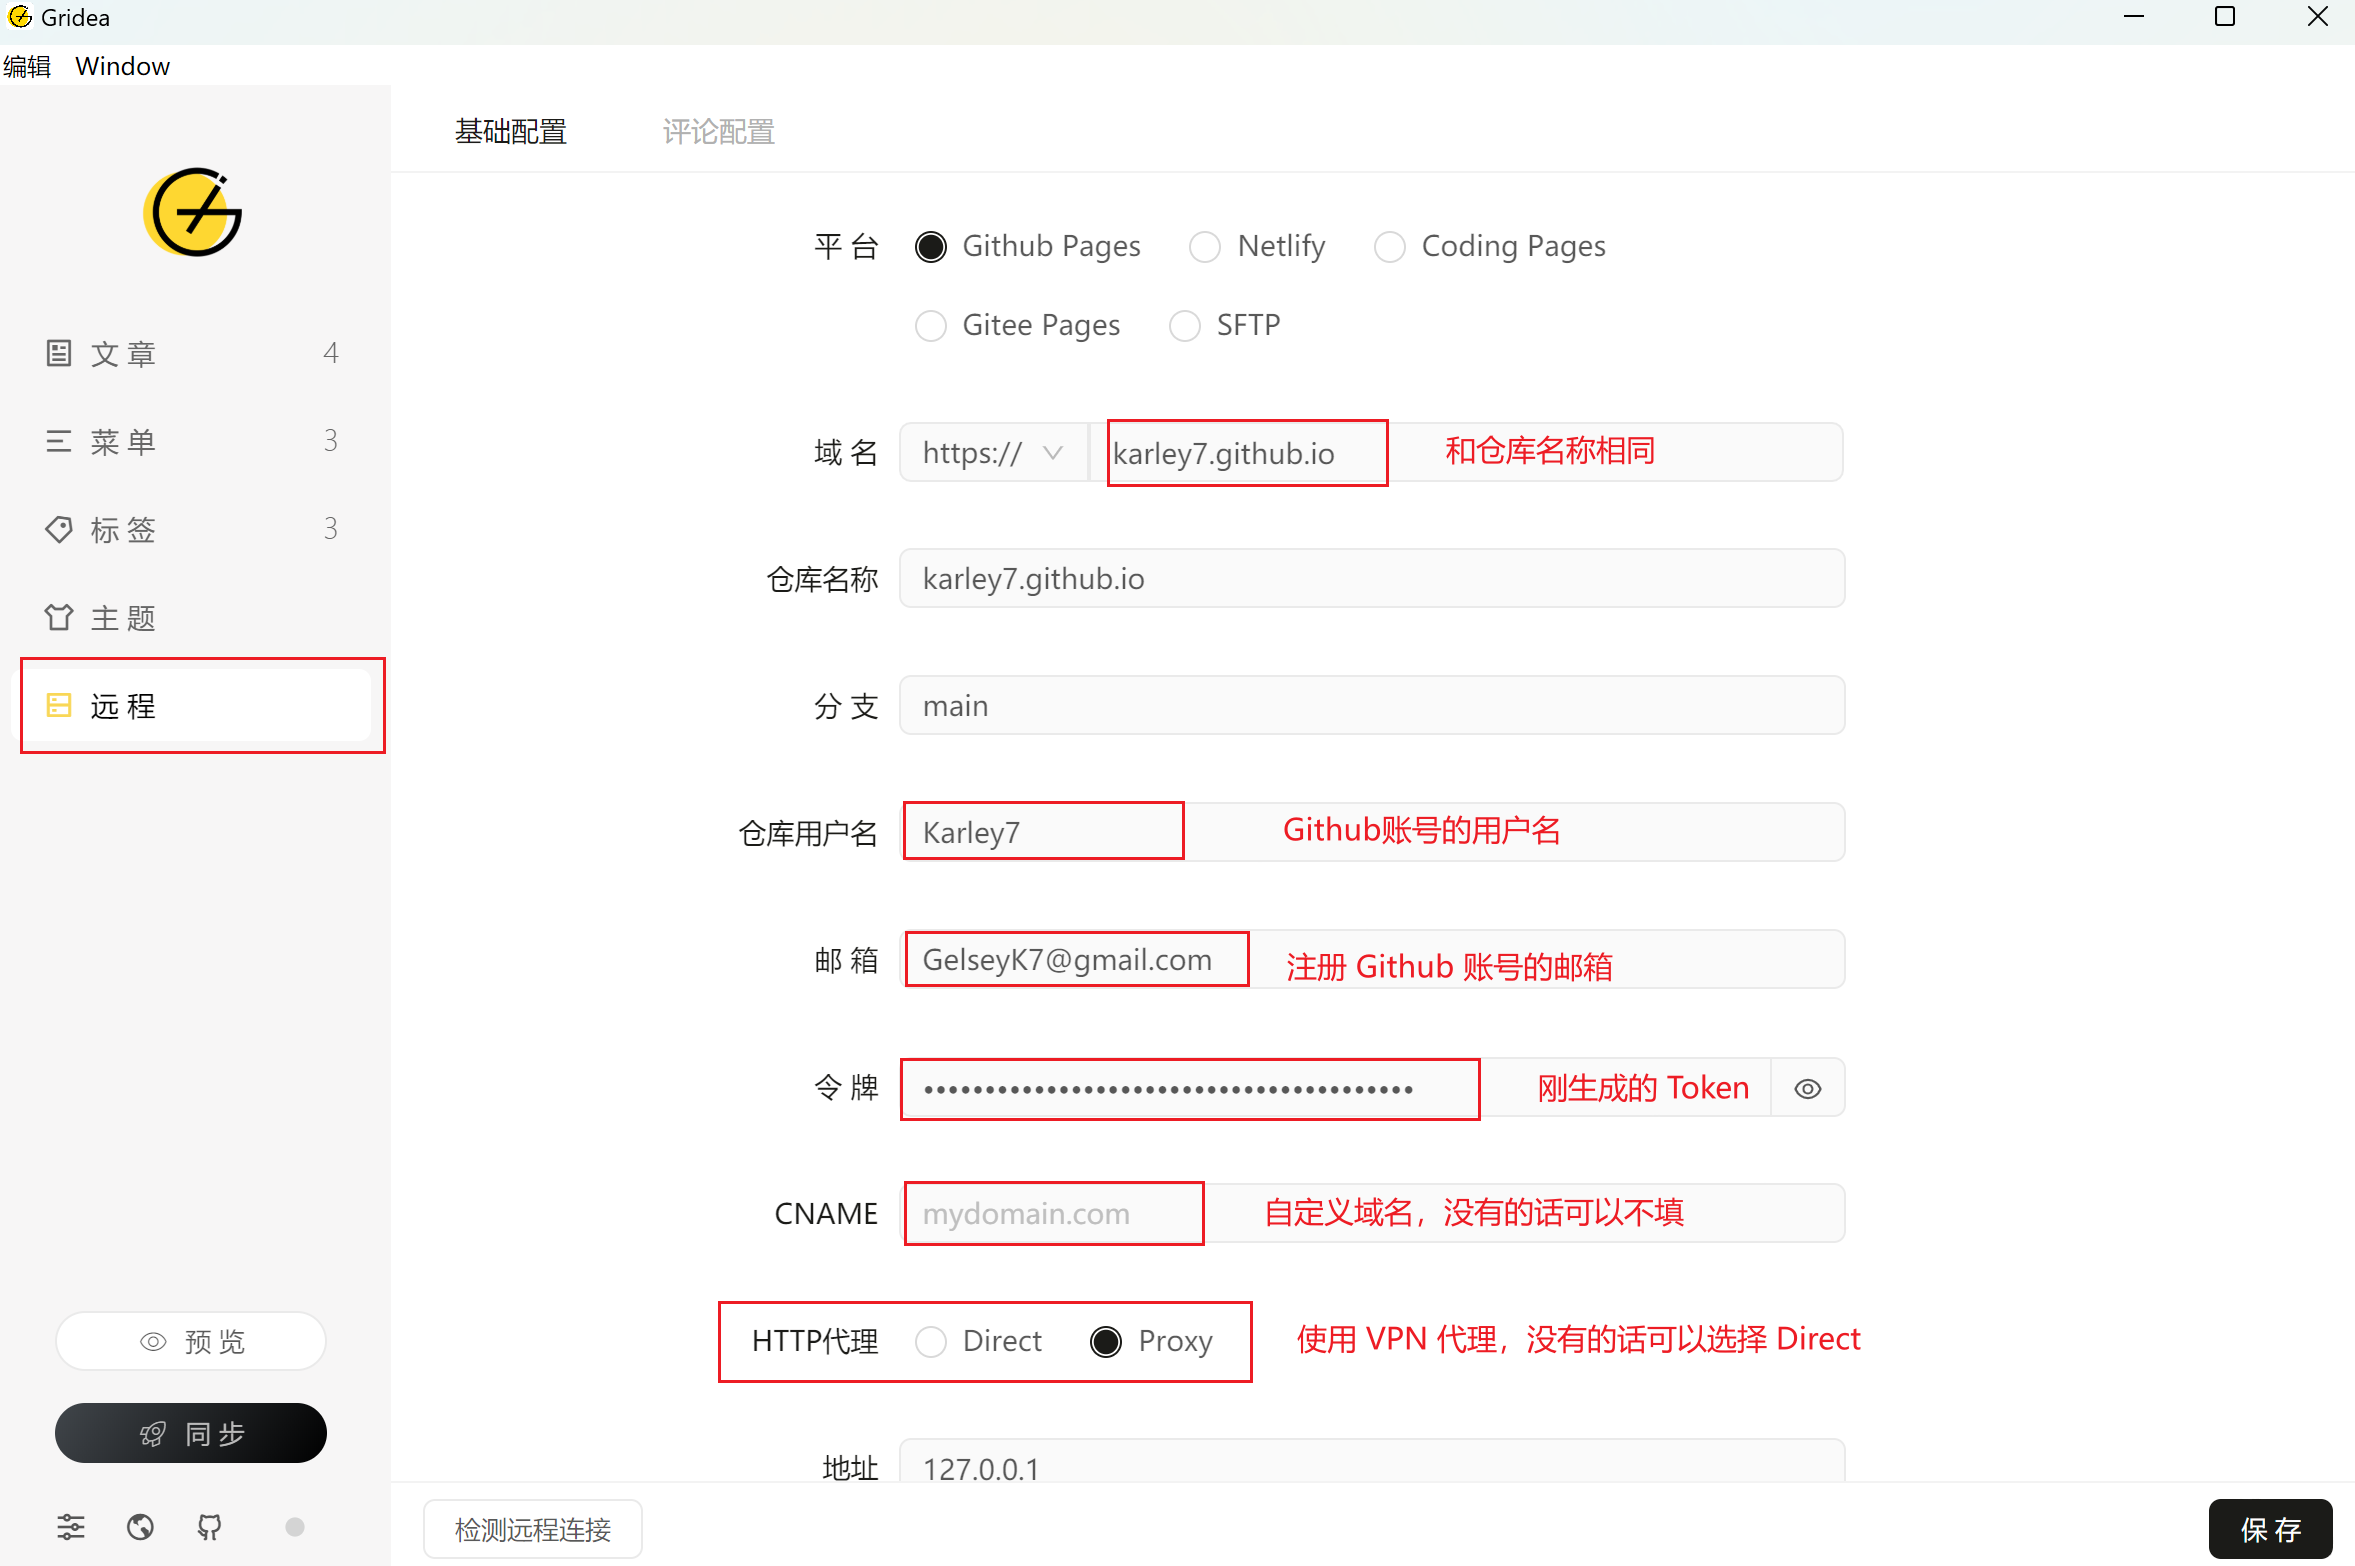 Gridea
编辑 Window
基础配置 评论配置
平 台 Github Pages Netlify Coding Pages
Gitee Pages SFTP
文 章 4
菜 单 3
标 签 3
主 题
远 程
域 名 https:// karley7.github.io 和仓库名称相同
仓库名称 karley7.github.io
分 支 main
仓库用户名 Karley7 Github账号的用户名
邮 箱 GelseyK7@gmail.com 注册 Github 账号的邮箱
令 牌 •••••••••••••••••••••••••••••••••••••••• 刚生成的 Token
CNAME mydomain.com 自定义域名，没有的话可以不填
HTTP代理 Direct Proxy 使用 VPN 代理，没有的话可以选择 Direct
地址 127.0.0.1
预 览
同 步
检测远程连接
保 存